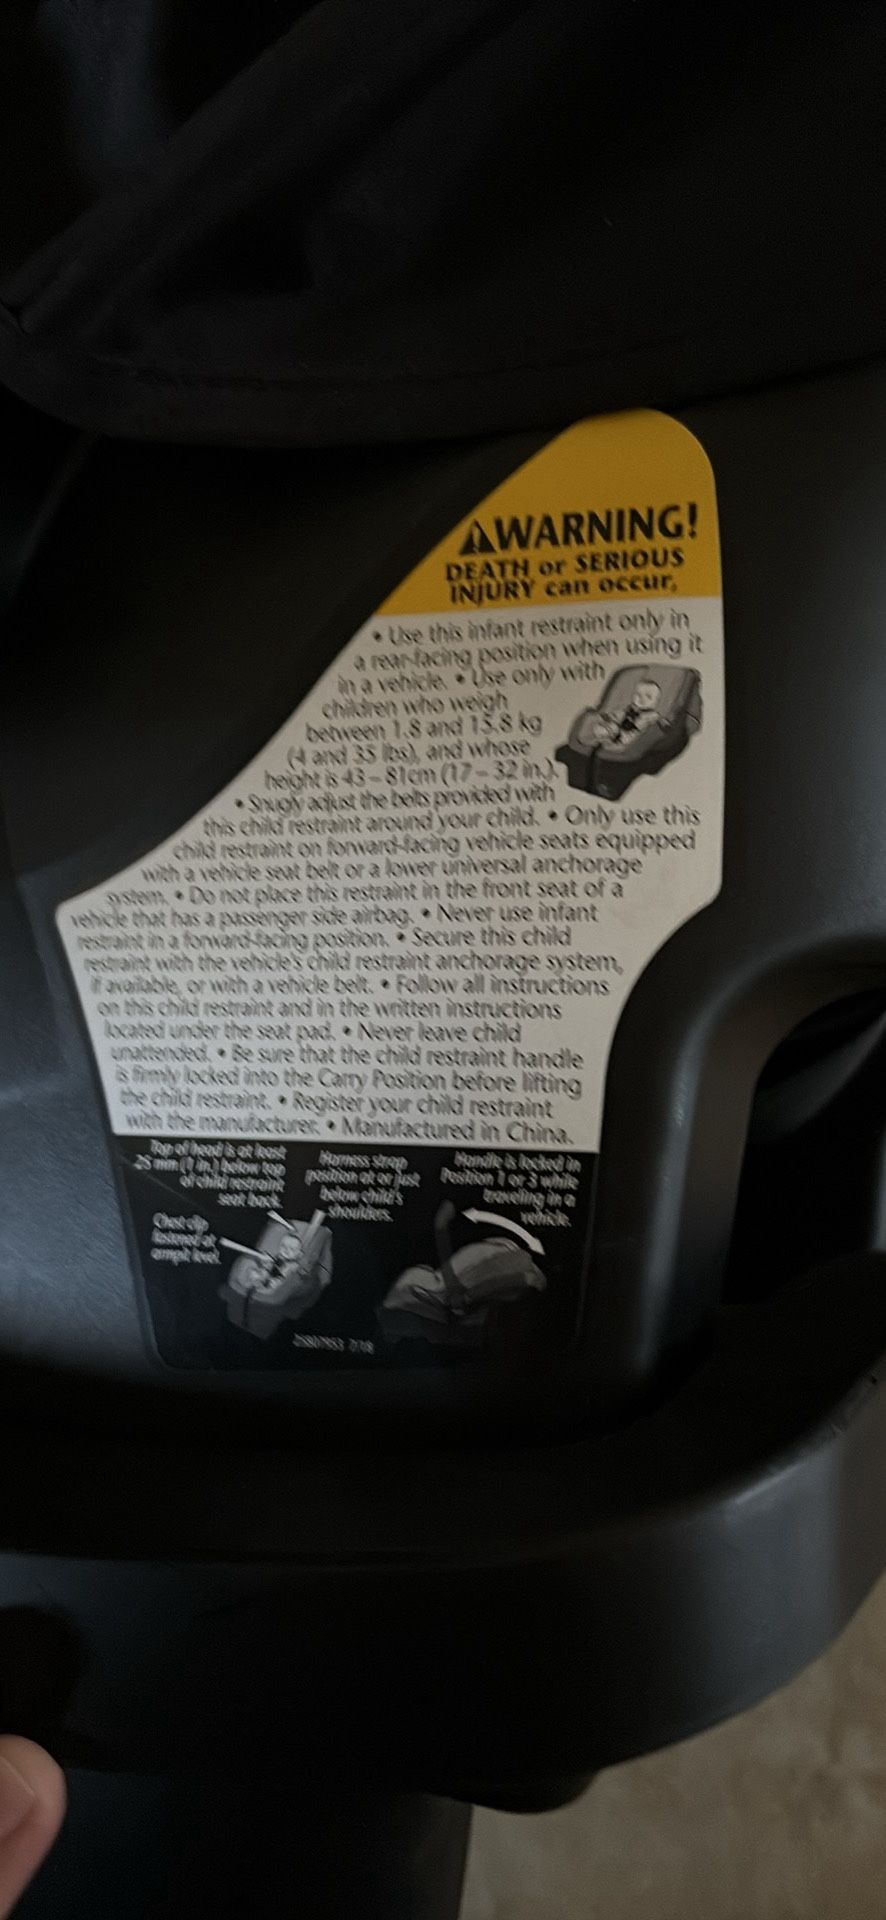 WARNING!
DEATH or SERIOUS
INJURY can occur.
• Use this infant restraint only in
a rear-facing position when using it
in a vehicle. • Use only with
children who weigh
between 1.8 and 15.8 kg
(4 and 35 lbs), and whose
height is 43 – 81cm (17 – 32 in.).
• Snugly adjust the belts provided with
this child restraint around your child. • Only use this
child restraint on forward-facing vehicle seats equipped
with a vehicle seat belt or a lower universal anchorage
system. • Do not place this restraint in the front seat of a
vehicle that has a passenger side airbag. • Never use infant
restraint in a forward-facing position. • Secure this child
restraint with the vehicle's child restraint anchorage system,
if available, or with a vehicle belt. • Follow all instructions
on this child restraint and in the written instructions
located under the seat pad. • Never leave child
unattended. • Be sure that the child restraint handle
is firmly locked into the Carry Position before lifting
the child restraint. • Register your child restraint
with the manufacturer. • Manufactured in China.
Top of head is at least
25 mm (1 in.) below top
of child restraint
seat back.
Harness strap
position at or just
below child's
shoulders.
Handle is locked in
Position 1 or 3 while
traveling in a
vehicle.
Chest clip
fastened at
armpit level.
7/18